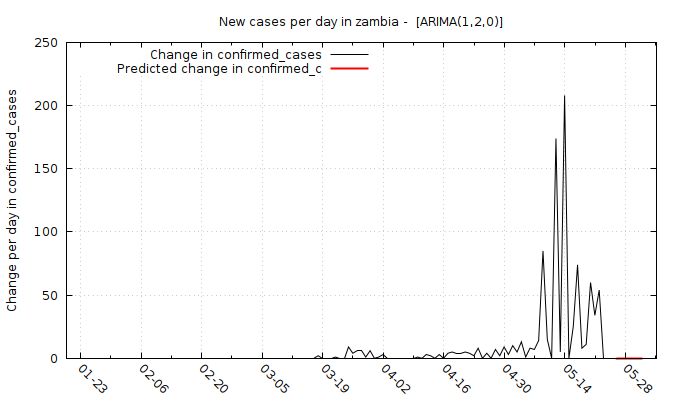 New cases per day in zambia - [ARIMA(1,2,0)]
Change in confirmed_cases
Predicted change in confirmed_c
Change per day in confirmed_cases
250
200
150
100
50
0
01-23 02-06 02-20 03-05 03-19 04-02 04-16 04-30 05-14 05-28